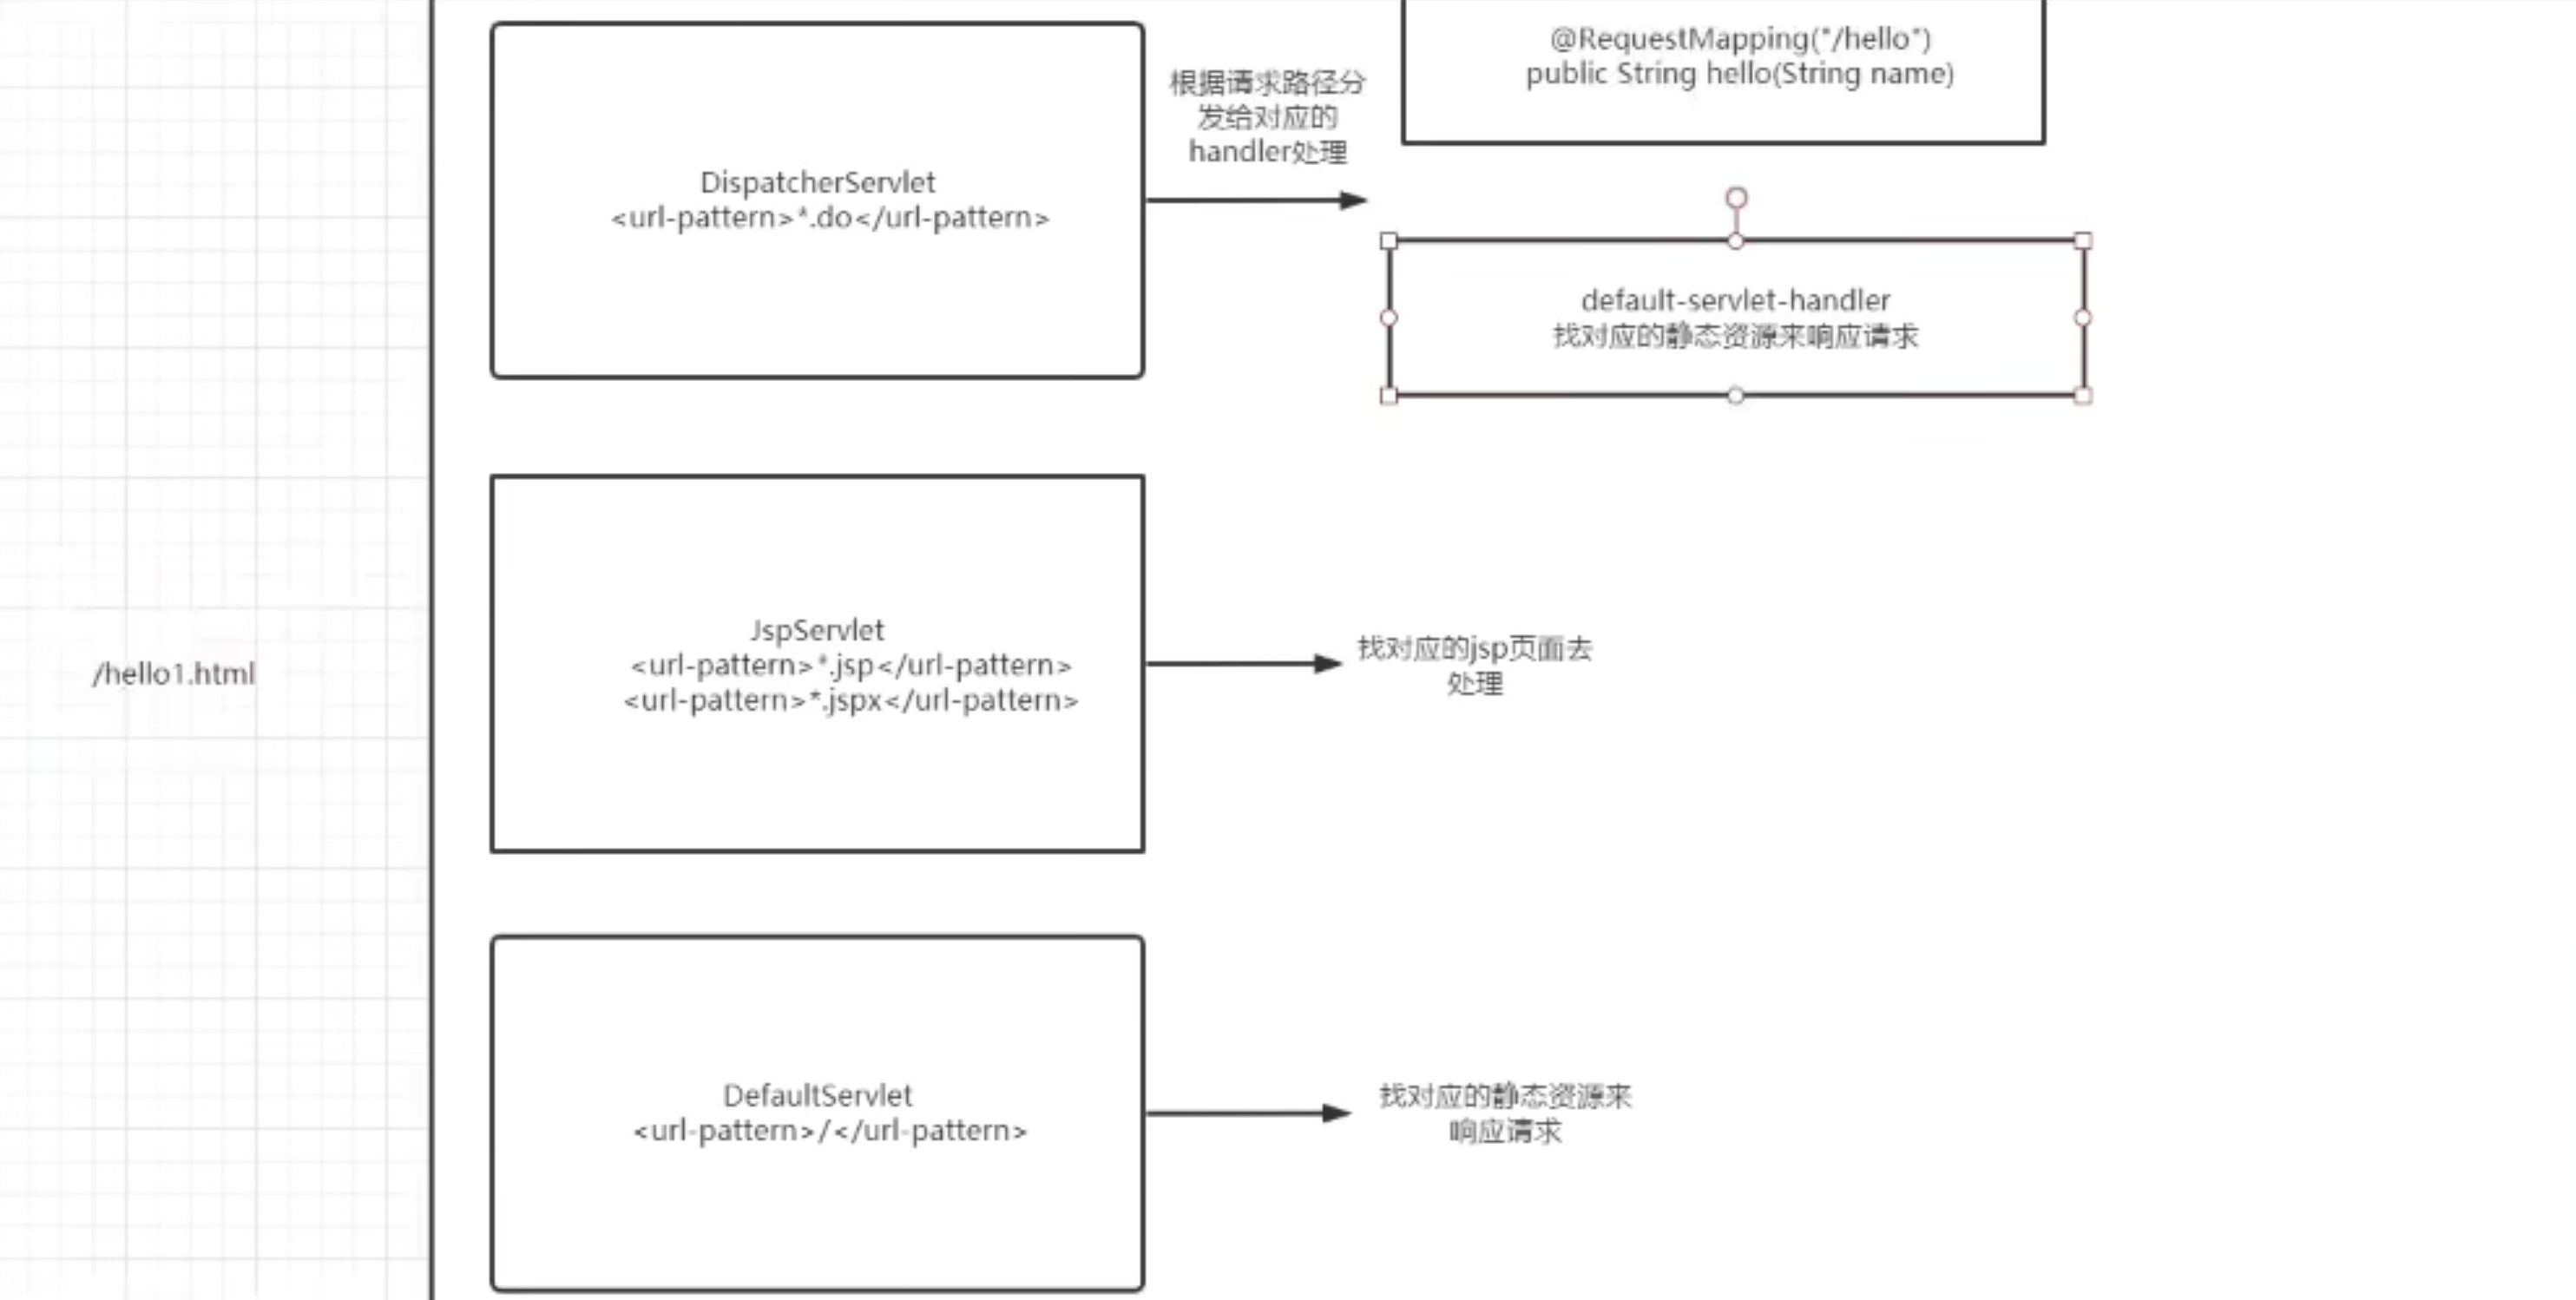 @RequestMapping("/hello")
public String hello(String name)
根据请求路径分
发给对应的
handler处理
DispatcherServlet
<url-pattern>*.do</url-pattern>
default-servlet-handler
找对应的静态资源来响应请求
/hello1.html
JspServlet
<url-pattern>*.jsp</url-pattern>
<url-pattern>*.jspx</url-pattern>
找对应的jsp页面去
处理
DefaultServlet
<url-pattern>/</url-pattern>
找对应的静态资源来
响应请求